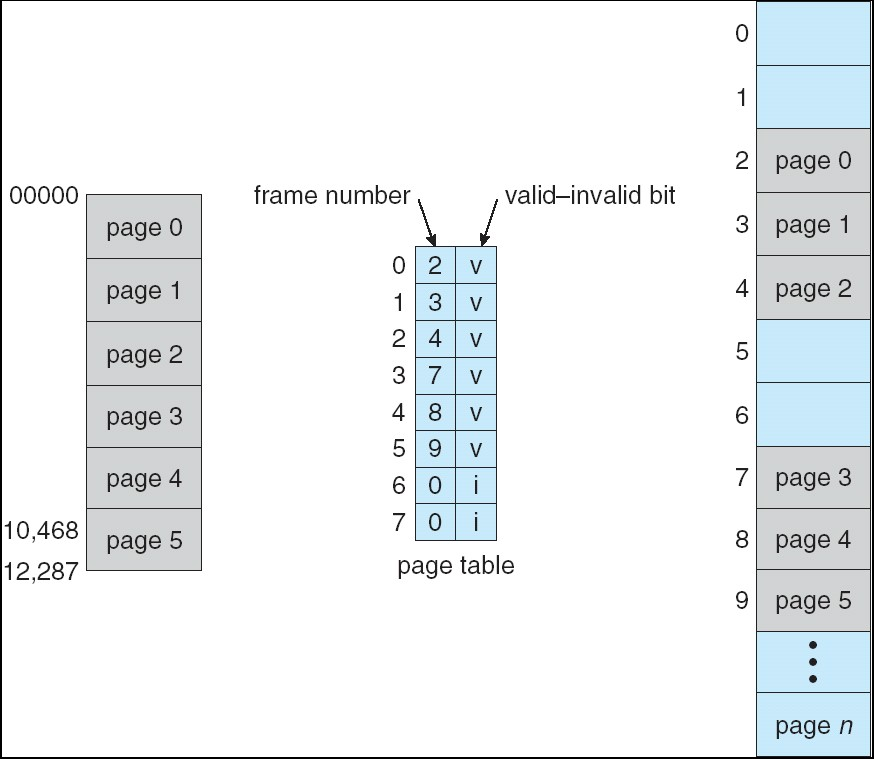 00000
page 0
page 1
page 2
page 3
page 4
10,468
page 5
12,287
frame number
valid–invalid bit
0 2 v
1 3 v
2 4 v
3 7 v
4 8 v
5 9 v
6 0 i
7 0 i
page table
0
1
2 page 0
3 page 1
4 page 2
5
6
7 page 3
8 page 4
9 page 5
page n